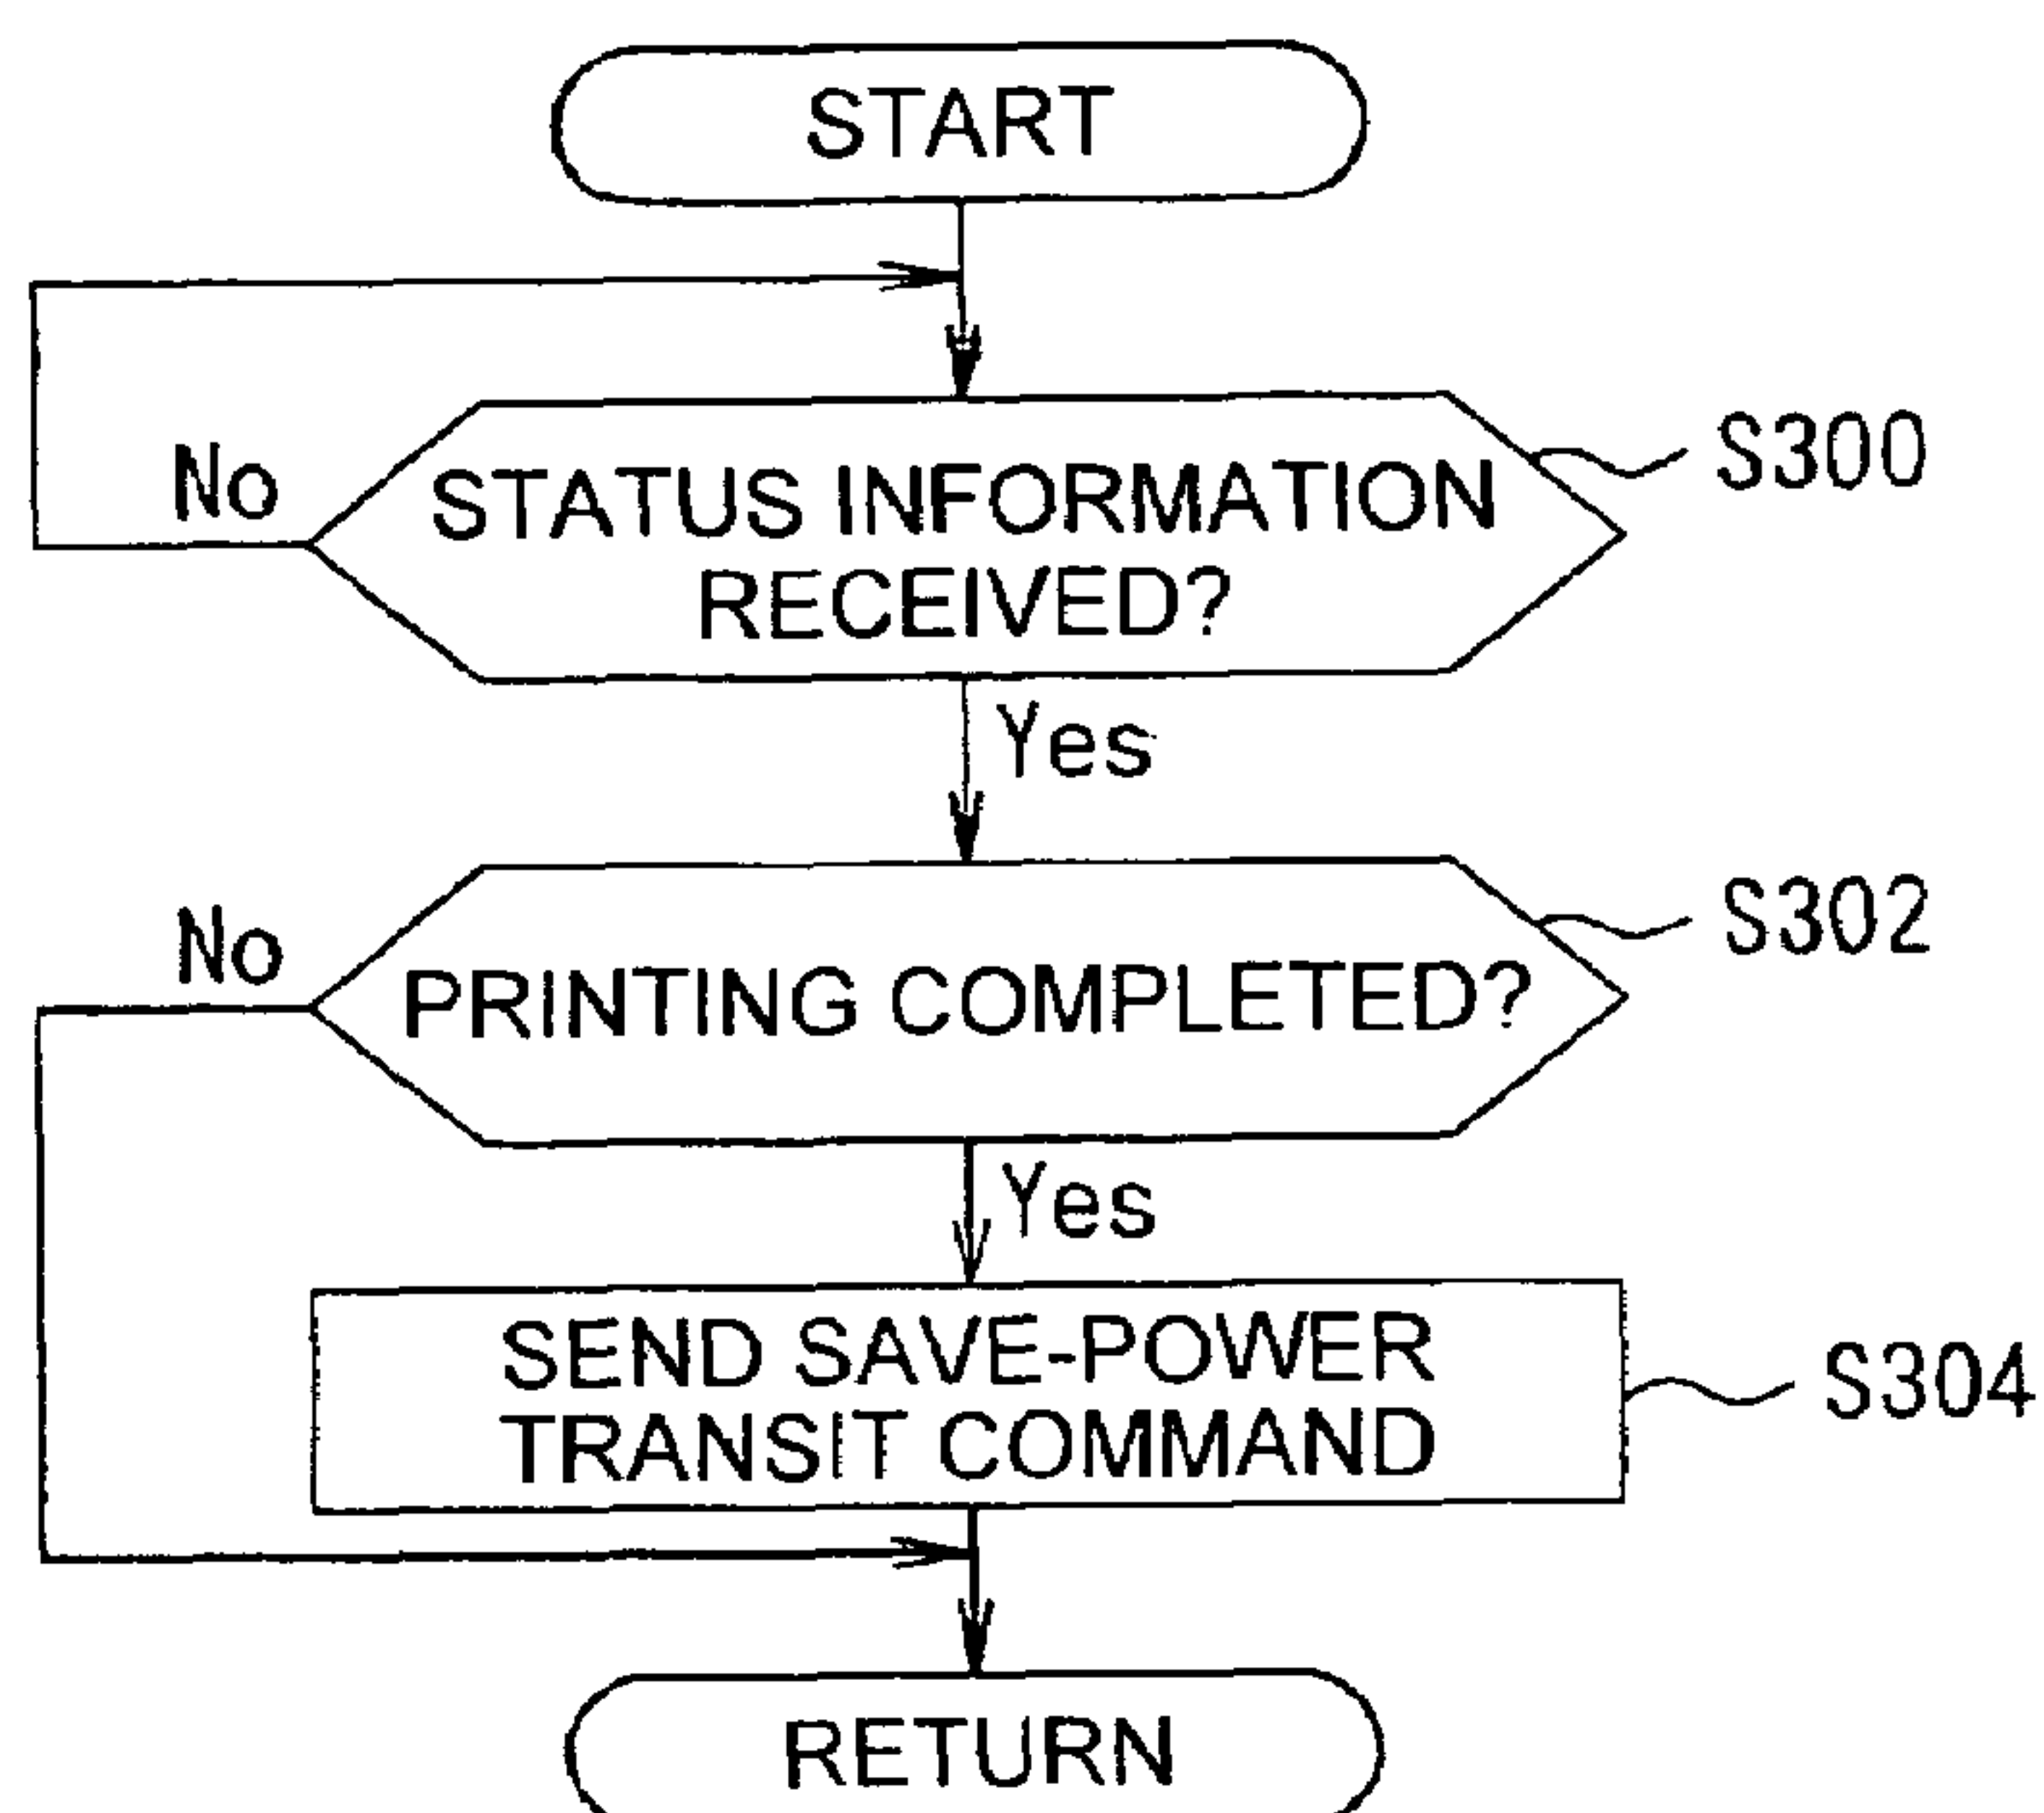 START
No
STATUS INFORMATION
RECEIVED?
S300
Yes
No
PRINTING COMPLETED?
S302
Yes
SEND SAVE-POWER
TRANSIT COMMAND
S304
RETURN